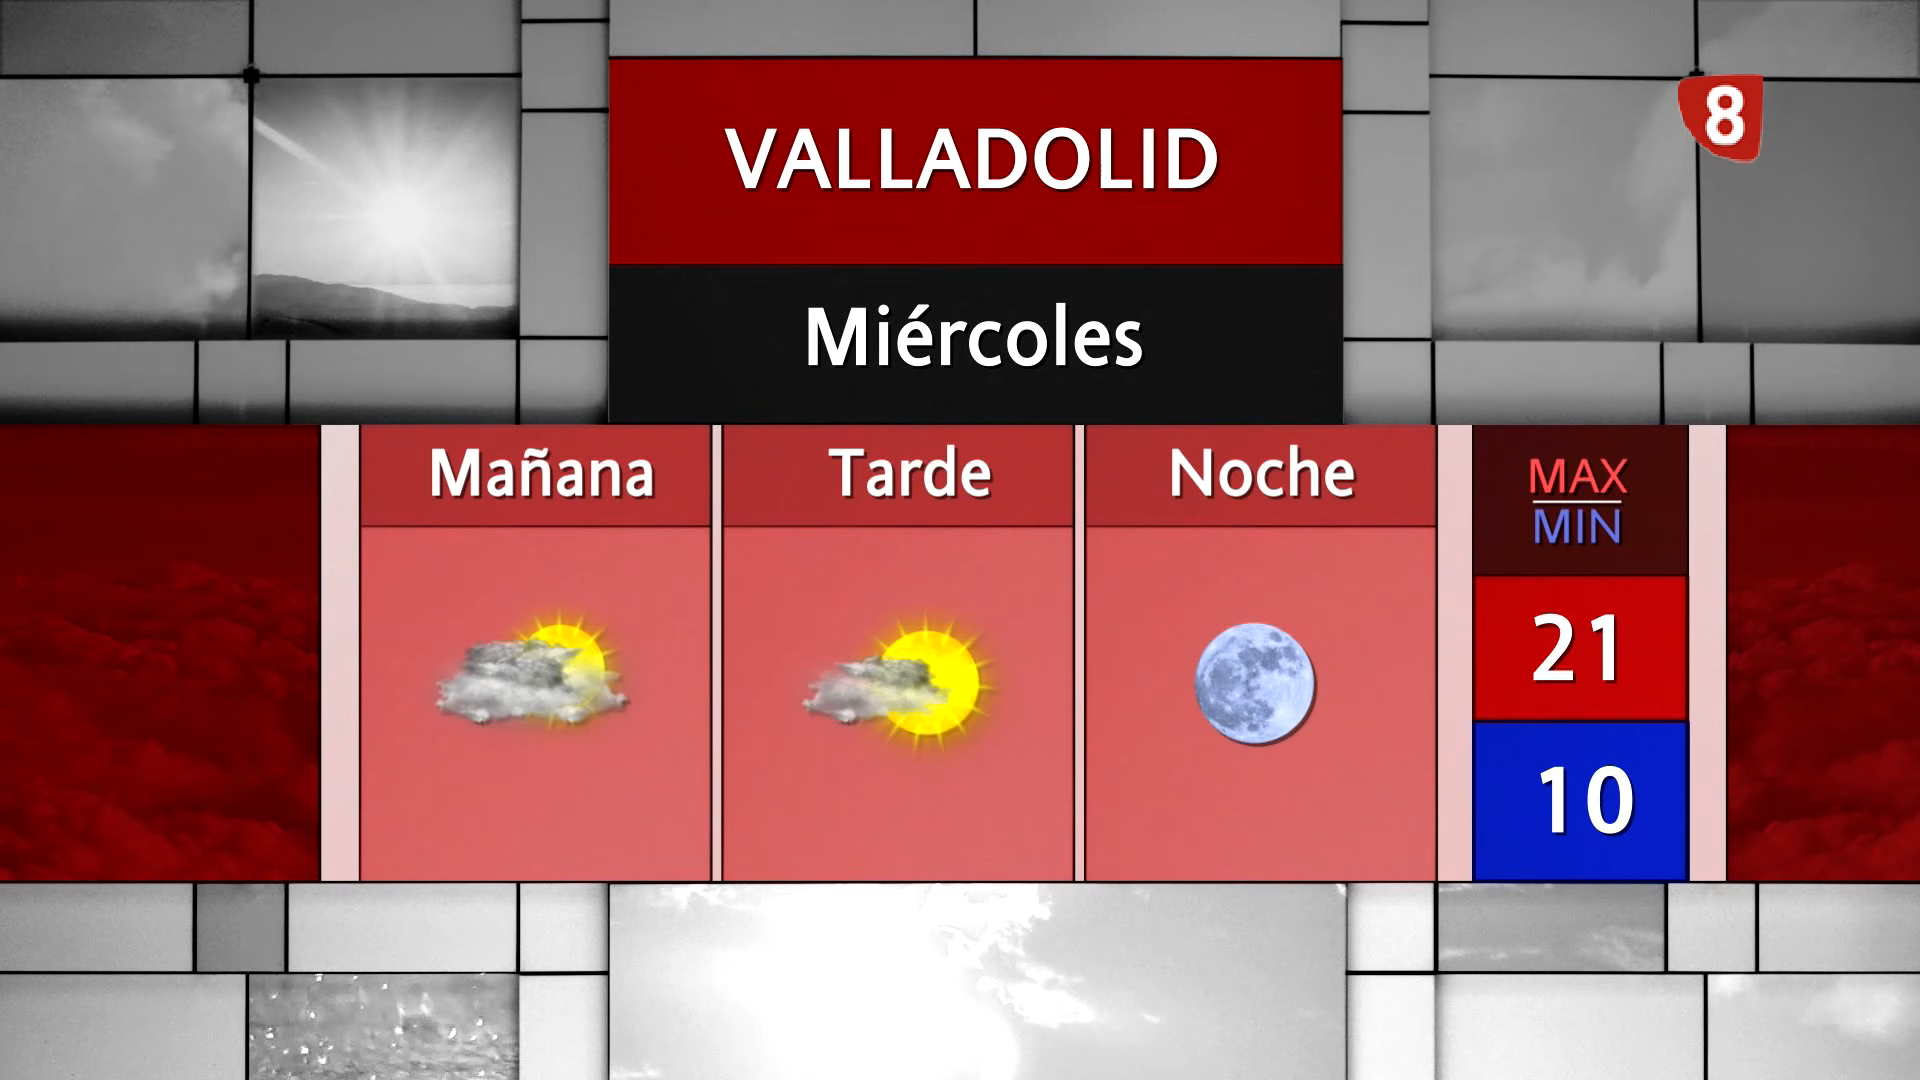 VALLADOLID
8
Miércoles
Mañana
Tarde
Noche
MAX
MIN
21
10